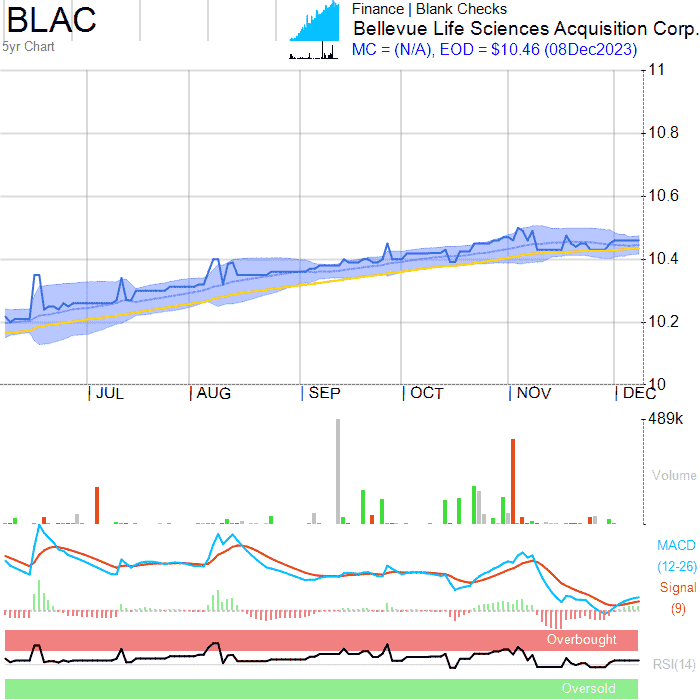 BLAC
5yr Chart
Finance | Blank Checks
Bellevue Life Sciences Acquisition Corp.
MC = (N/A), EOD = $10.46 (08Dec2023)
11
10.8
10.6
10.4
10.2
10
JUL
AUG
SEP
OCT
NOV
DEC
489k
Volume
MACD
(12-26)
Signal
(9)
Overbought
RSI(14)
Oversold